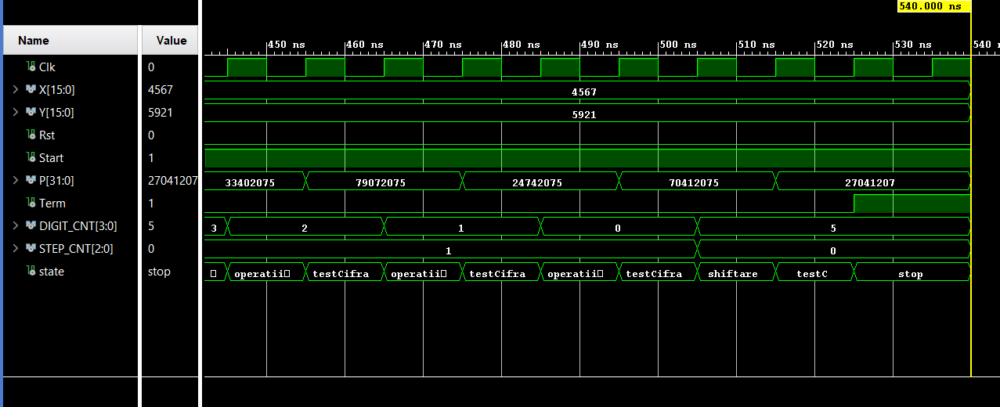 540.000 ns
Name Value
450 ns 460 ns 470 ns 480 ns 490 ns 500 ns 510 ns 520 ns 530 ns 540 n
Clk 0
X[15:0] 4567 4567
Y[15:0] 5921 5921
Rst 0
Start 1
P[31:0] 27041207 33402075 79072075 24742075 70412075 27041207
Term 1
DIGIT_CNT[3:0] 5 3 2 1 0 5
STEP_CNT[2:0] 0 1 0
state stop operatii testCifra operatii testCifra operatii testCifra shiftare testC stop